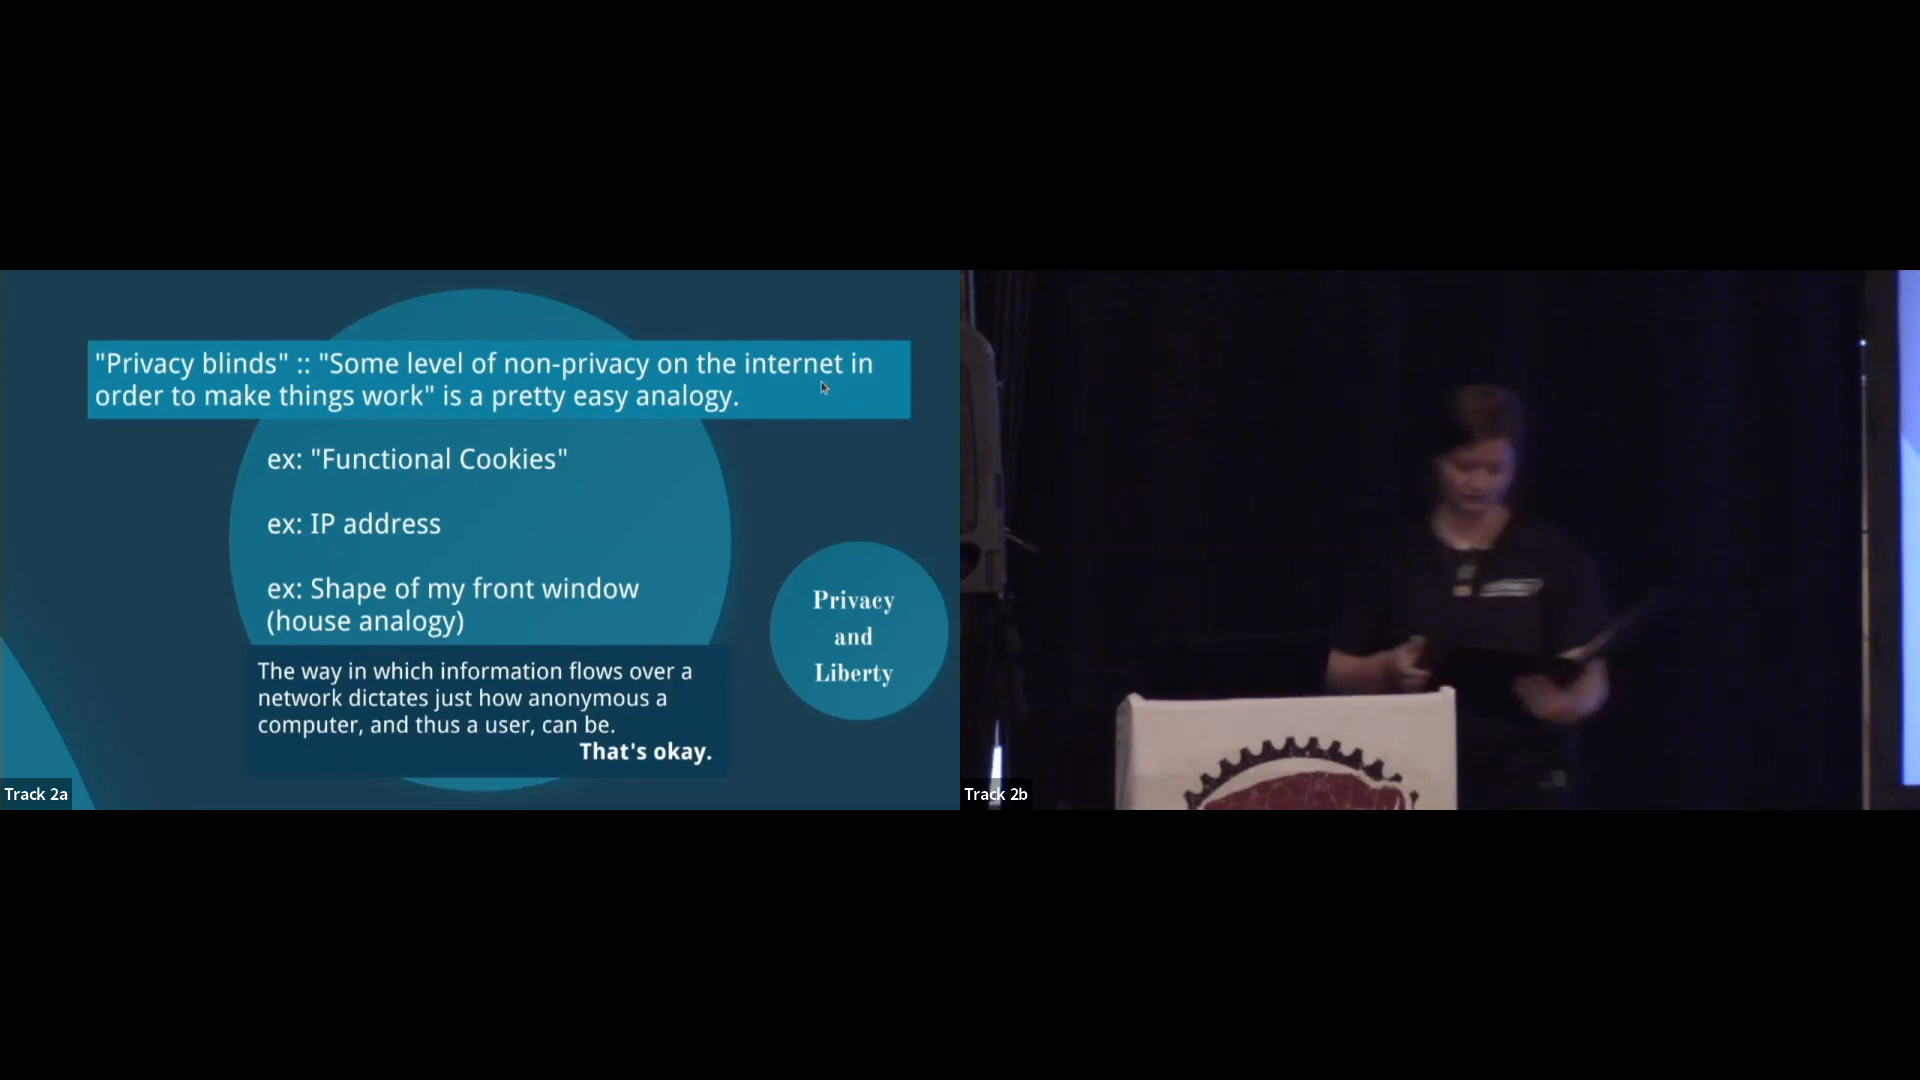 "Privacy blinds" :: "Some level of non-privacy on the internet in
order to make things work" is a pretty easy analogy.
ex: "Functional Cookies"
ex: IP address
ex: Shape of my front window
(house analogy)
The way in which information flows over a
network dictates just how anonymous a
computer, and thus a user, can be.
That's okay.
Privacy
and
Liberty
Track 2a
Track 2b